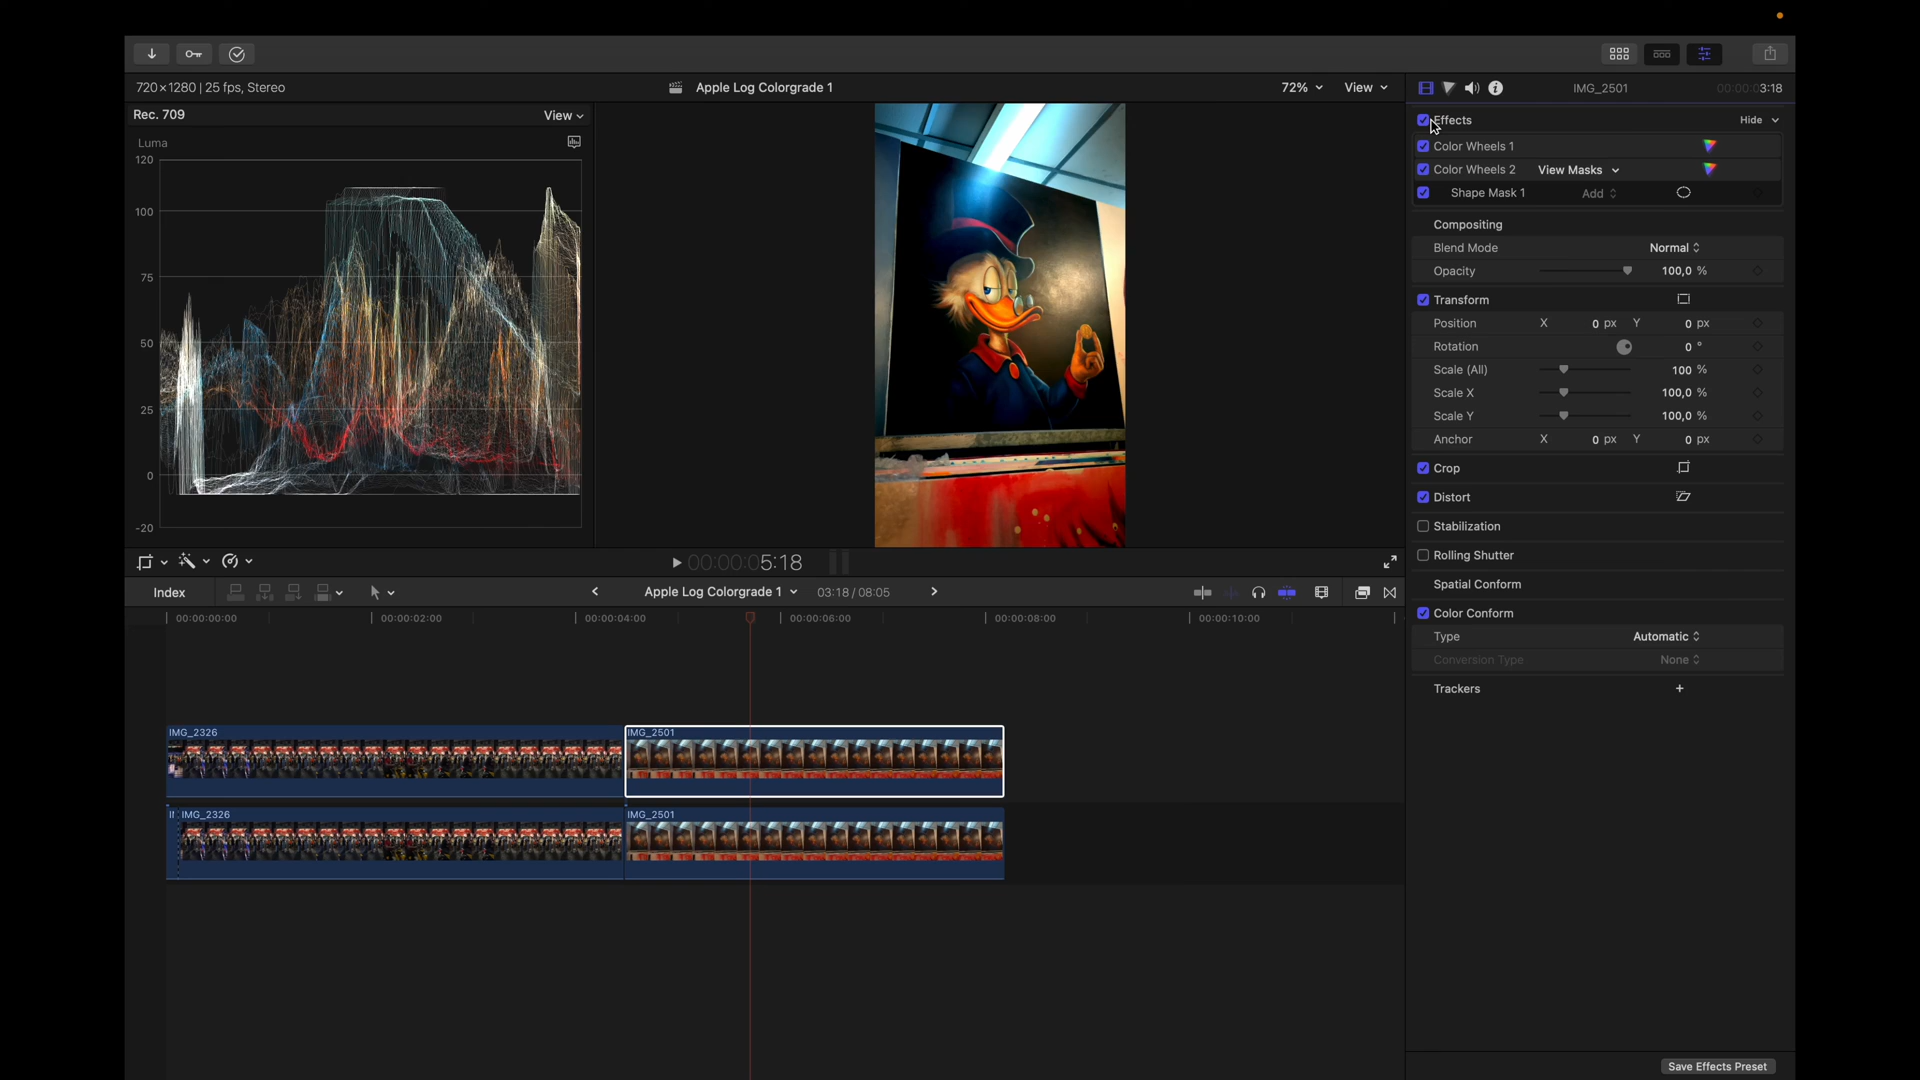 720×1280 | 25 fps, Stereo
Apple Log Colorgrade 1
72%
View
IMG_2501
00:00:03:18
Rec. 709
View
Luma
120
100
75
50
25
0
-20
Effects
Hide
Color Wheels 1
Color Wheels 2
View Masks
Shape Mask 1
Add
Compositing
Blend Mode
Normal
Opacity
100,0 %
Transform
Position
X
0 px
Y
0 px
Rotation
0 °
Scale (All)
100 %
Scale X
100,0 %
Scale Y
100,0 %
Anchor
X
0 px
Y
0 px
Crop
Distort
Stabilization
Rolling Shutter
Spatial Conform
Color Conform
Type
Automatic
Conversion Type
None
Trackers
+
00:00:05:18
Index
Apple Log Colorgrade 1
03:18 / 08:05
00:00:00:00
00:00:02:00
00:00:04:00
00:00:06:00
00:00:08:00
00:00:10:00
IMG_2326
IMG_2501
IMG_2326
IMG_2501
Save Effects Preset